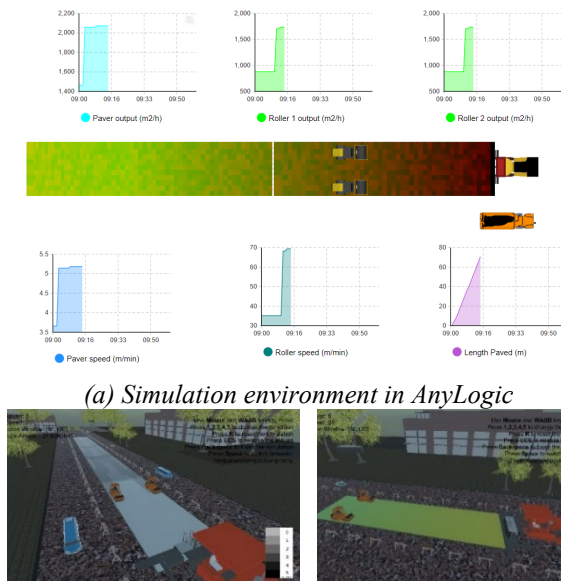 2,200
2,000
1,800
1,600
1,400
09:00 09:16 09:33 09:50
Paver output (m2/h)
2,000
1,500
1,000
500
09:00 09:16 09:33 09:50
Roller 1 output (m2/h)
2,000
1,500
1,000
500
09:00 09:16 09:33 09:50
Roller 2 output (m2/h)
5.5
5
4.5
4
3.5
09:00 09:16 09:33 09:50
Paver speed (m/min)
70
60
50
40
30
09:00 09:16 09:33 09:50
Roller speed (m/min)
80
60
40
20
0
09:00 09:16 09:33 09:50
Length Paved (m)
(a) Simulation environment in AnyLogic